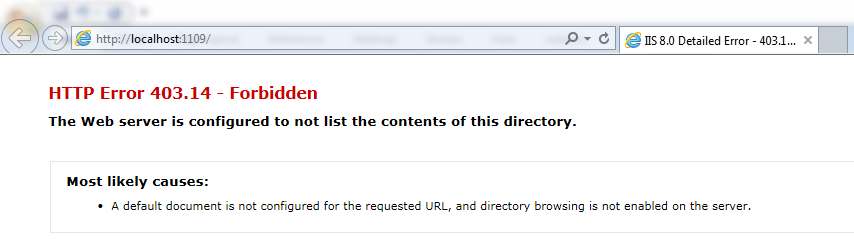 http://localhost:1109/
IIS 8.0 Detailed Error - 403.1...
HTTP Error 403.14 - Forbidden
The Web server is configured to not list the contents of this directory.
Most likely causes:
• A default document is not configured for the requested URL, and directory browsing is not enabled on the server.